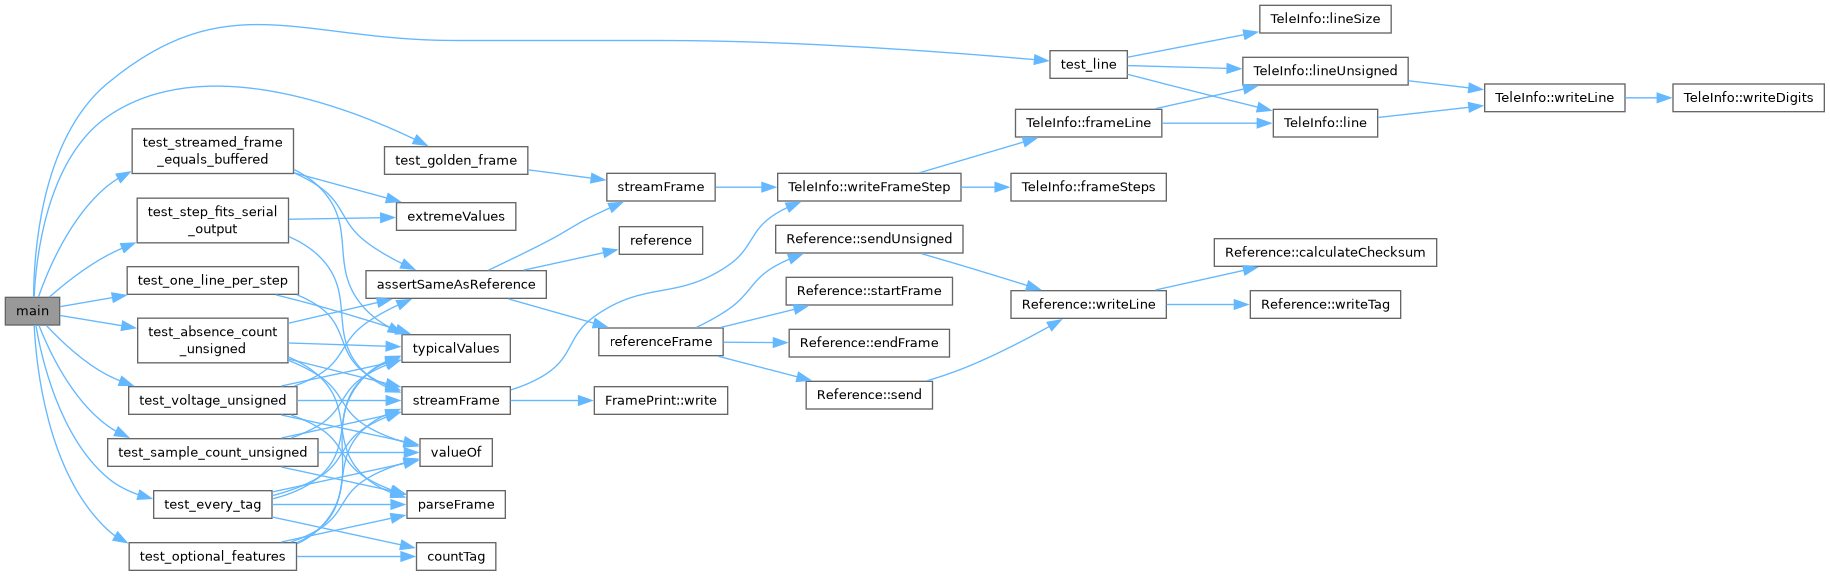 main
test_streamed_frame
_equals_buffered
test_step_fits_serial
_output
test_one_line_per_step
test_absence_count
_unsigned
test_voltage_unsigned
test_sample_count_unsigned
test_every_tag
test_optional_features
test_golden_frame
extremeValues
assertSameAsReference
typicalValues
streamFrame
valueOf
parseFrame
countTag
streamFrame
reference
referenceFrame
FramePrint::write
TeleInfo::writeFrameStep
Reference::sendUnsigned
Reference::startFrame
Reference::endFrame
Reference::send
test_line
TeleInfo::frameLine
TeleInfo::frameSteps
Reference::writeLine
TeleInfo::lineSize
TeleInfo::lineUnsigned
TeleInfo::line
Reference::calculateChecksum
Reference::writeTag
TeleInfo::writeLine
TeleInfo::writeDigits